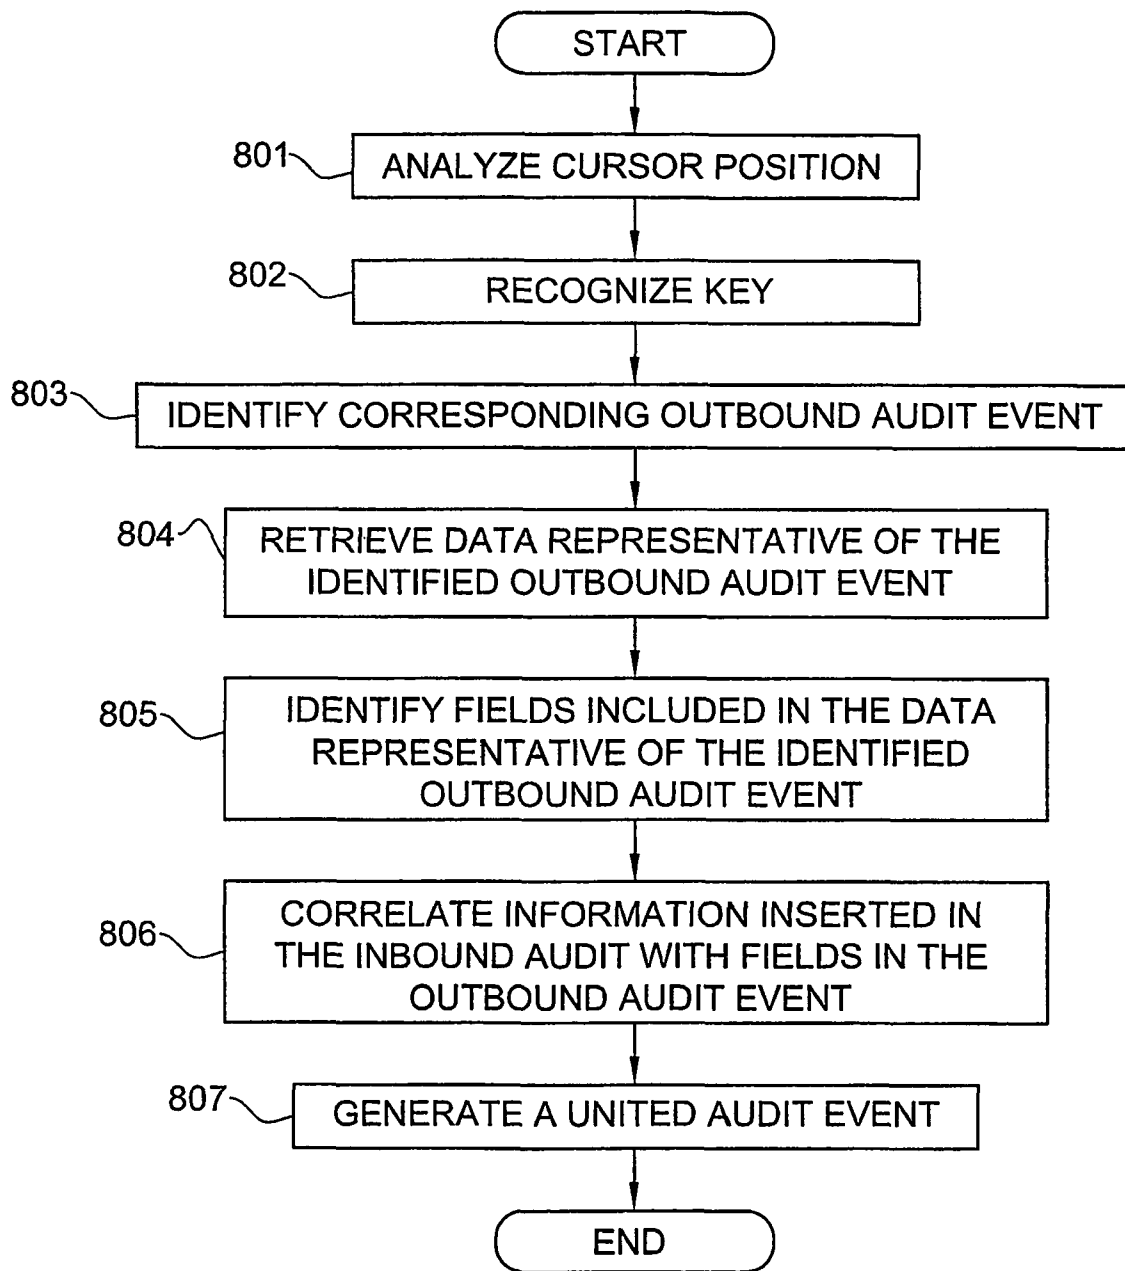 START
801
ANALYZE CURSOR POSITION
802
RECOGNIZE KEY
803
IDENTIFY CORRESPONDING OUTBOUND AUDIT EVENT
804
RETRIEVE DATA REPRESENTATIVE OF THE
IDENTIFIED OUTBOUND AUDIT EVENT
805
IDENTIFY FIELDS INCLUDED IN THE DATA
REPRESENTATIVE OF THE IDENTIFIED
OUTBOUND AUDIT EVENT
806
CORRELATE INFORMATION INSERTED IN
THE INBOUND AUDIT WITH FIELDS IN THE
OUTBOUND AUDIT EVENT
807
GENERATE A UNITED AUDIT EVENT
END